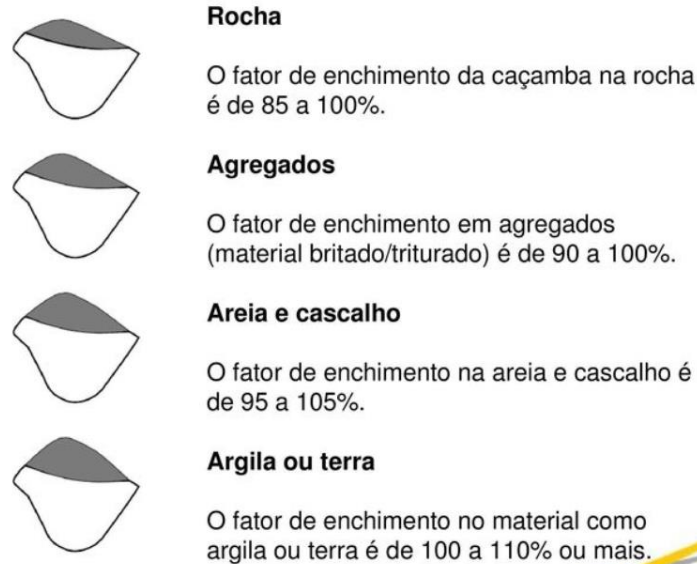 Rocha
O fator de enchimento da caçamba na rocha
é de 85 a 100%.
Agregados
O fator de enchimento em agregados
(material britado/triturado) é de 90 a 100%.
Areia e cascalho
O fator de enchimento na areia e cascalho é
de 95 a 105%.
Argila ou terra
O fator de enchimento no material como
argila ou terra é de 100 a 110% ou mais.